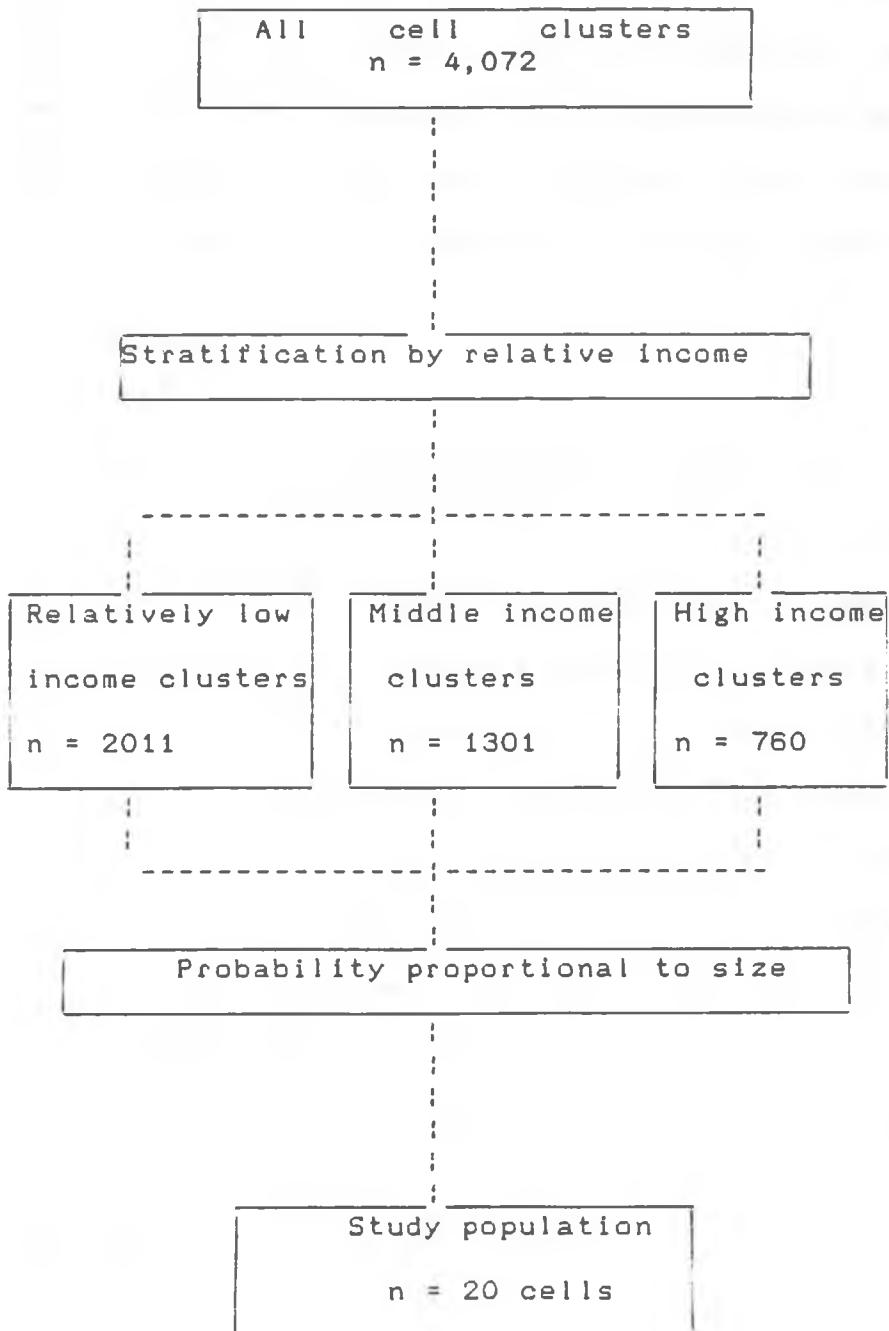 All cell clusters
n = 4,072
Stratification by relative income
Relatively low
income clusters
n = 2011
Middle income
clusters
n = 1301
High income
clusters
n = 760
Probability proportional to size
Study population
n = 20 cells